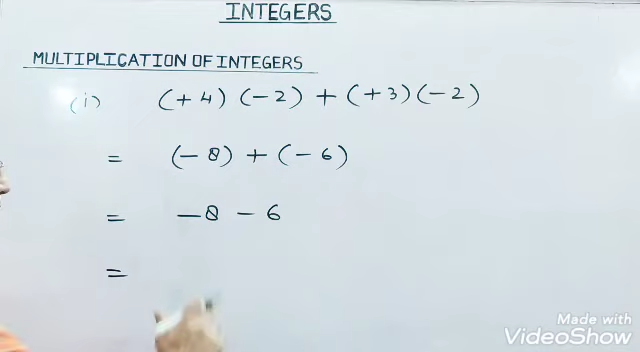 INTEGERS
MULTIPLICATION OF INTEGERS
(i) (+4)(-2)+(+3)(-2)
= (-8)+(-6)
= -8-6
=
Made with
VideoShow